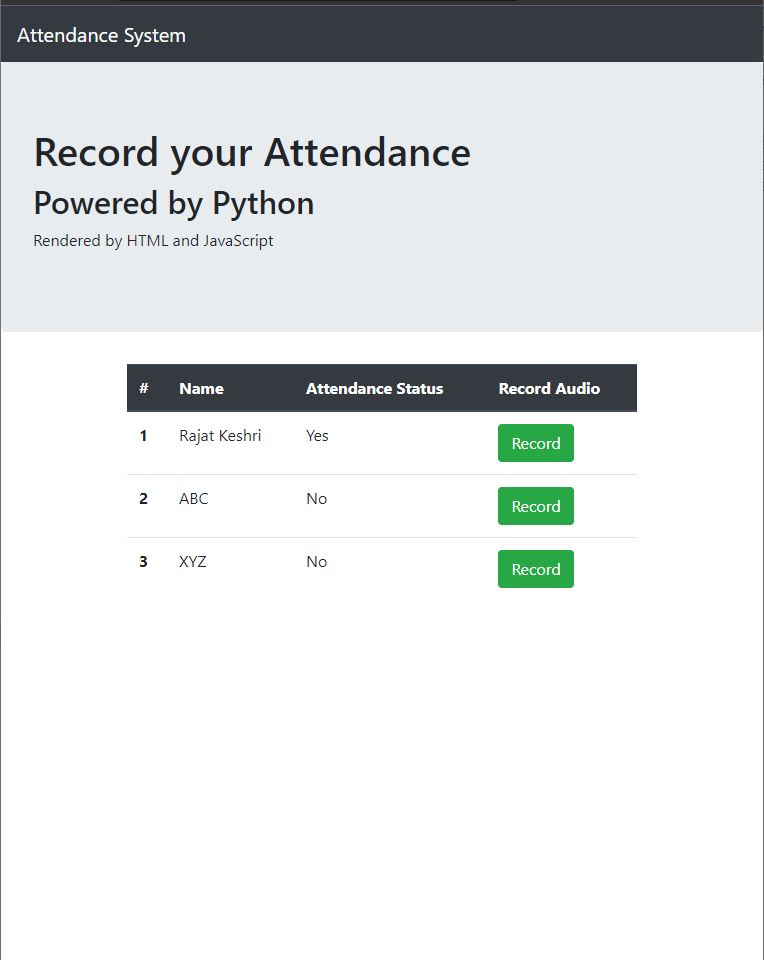 Attendance System
Record your Attendance
Powered by Python
Rendered by HTML and JavaScript
# Name Attendance Status Record Audio
1 Rajat Keshri Yes Record
2 ABC No Record
3 XYZ No Record